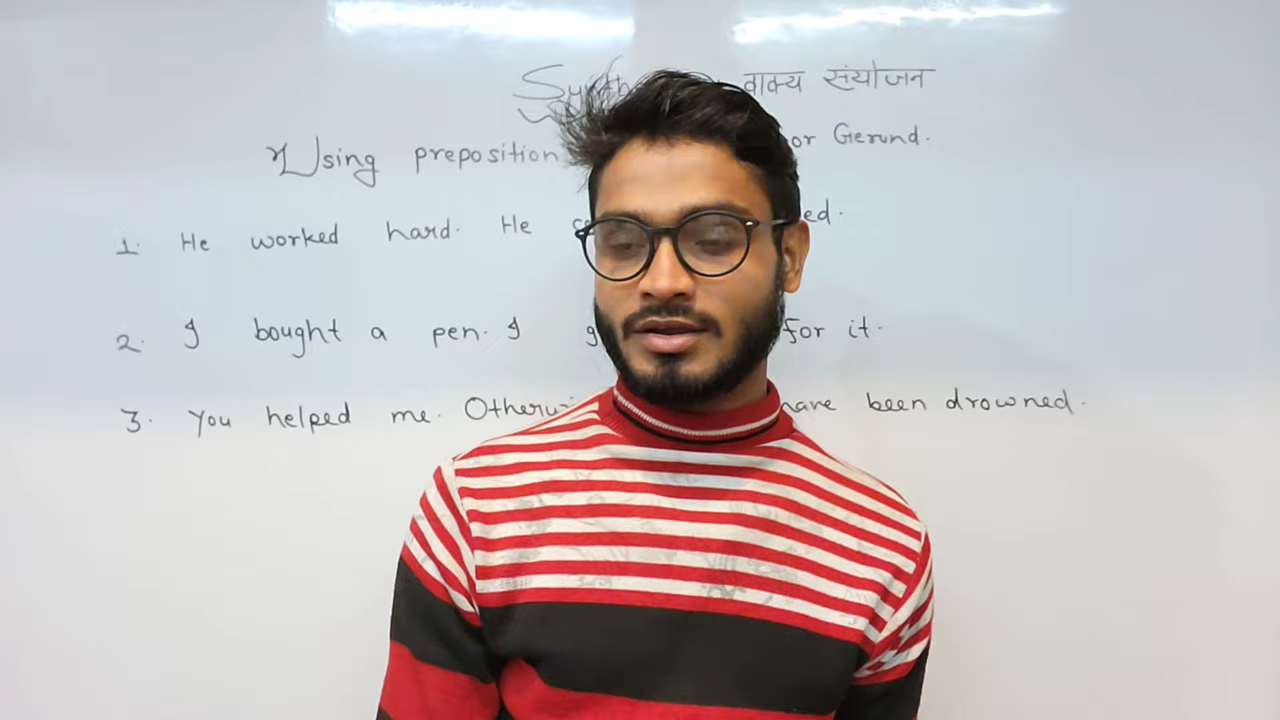 वाक्य संयोजन
Using preposition or Gerund.
1. He worked hard. He
2. I bought a pen. I for it.
3. You helped me. have been drowned.